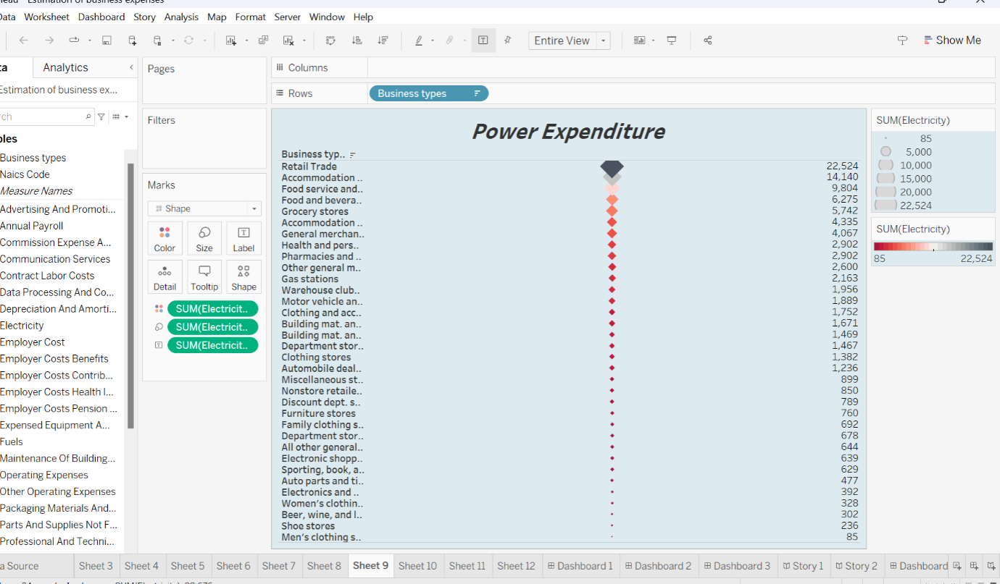 Estimation of business expenses
Data Worksheet Dashboard Story Analysis Map Format Server Window Help
Entire View
Show Me
Analytics
Estimation of business ex...
Business types
Naics Code
Measure Names
Advertising And Promoti...
Annual Payroll
Commission Expense A...
Communication Services
Contract Labor Costs
Data Processing And Co...
Depreciation And Amorti...
Electricity
Employer Cost
Employer Costs Benefits
Employer Costs Contrib...
Employer Costs Health I...
Employer Costs Pension ...
Expensed Equipment A...
Fuels
Maintenance Of Building...
Operating Expenses
Other Operating Expenses
Packaging Materials And...
Parts And Supplies Not F...
Professional And Techni...
Pages
Filters
Marks
Shape
Color Size Label
Detail Tooltip Shape
SUM(Electricit..
SUM(Electricit..
SUM(Electricit..
Columns
Rows Business types
Power Expenditure
Business typ..
Retail Trade 22,524
Accommodation .. 14,140
Food service and.. 9,804
Food and bevera.. 6,275
Grocery stores 5,742
Accommodation .. 4,335
General merchan.. 4,067
Health and pers.. 2,902
Pharmacies and .. 2,902
Other general m.. 2,600
Gas stations 2,163
Warehouse club.. 1,956
Motor vehicle an.. 1,889
Clothing and acc.. 1,752
Building mat. an.. 1,671
Building mat. an.. 1,469
Department stor.. 1,467
Clothing stores 1,382
Automobile deal.. 1,236
Miscellaneous st.. 899
Nonstore retaile.. 850
Discount dept. s.. 789
Furniture stores 760
Family clothing s.. 692
Department stor.. 678
All other general.. 644
Electronic shopp.. 639
Sporting, book, a.. 629
Auto parts and ti.. 477
Electronics and .. 392
Women's clothin.. 328
Beer, wine, and l.. 302
Shoe stores 236
Men's clothing s.. 85
SUM(Electricity)
85
5,000
10,000
15,000
20,000
22,524
SUM(Electricity)
85 22,524
a Source Sheet 3 Sheet 4 Sheet 5 Sheet 6 Sheet 7 Sheet 8 Sheet 9 Sheet 10 Sheet 11 Sheet 12 Dashboard 1 Dashboard 2 Dashboard 3 Story 1 Story 2 Dashboard